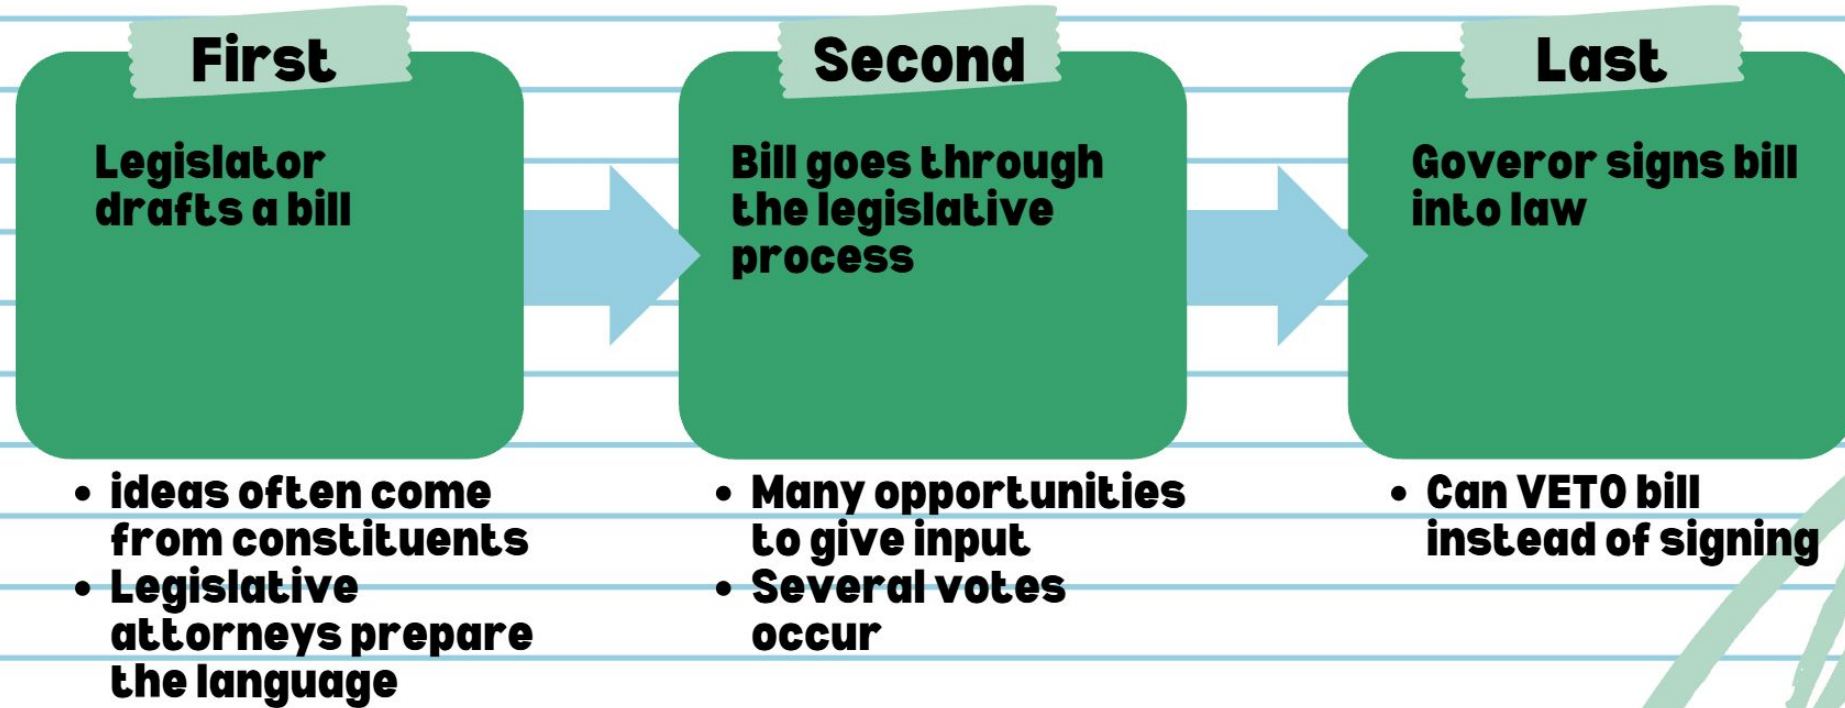 First
Legislator
drafts a bill
• ideas often come
from constituents
• Legislative
attorneys prepare
the language
Second
Bill goes through
the legislative
process
• Many opportunities
to give input
• Several votes
occur
Last
Goveror signs bill
into law
• Can VETO bill
instead of signing